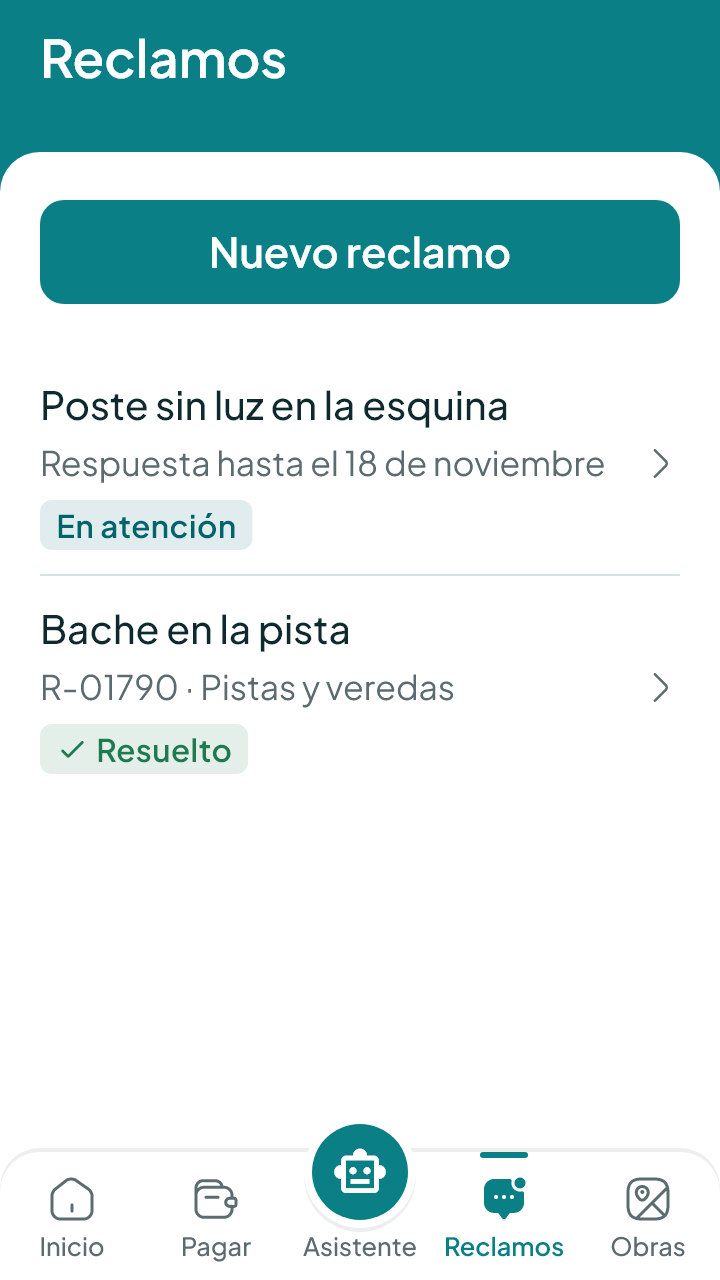 Reclamos
Nuevo reclamo
Poste sin luz en la esquina
Respuesta hasta el 18 de noviembre
En atención
Bache en la pista
R-01790 · Pistas y veredas
Resuelto
Inicio
Pagar
Asistente
Reclamos
Obras